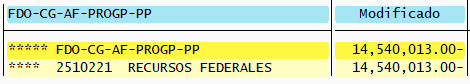 FDO-CG-AF-PROGP-PP Modificado
***** FDO-CG-AF-PROGP-PP 14,540,013.00-
**** 2510221 RECURSOS FEDERALES 14,540,013.00-